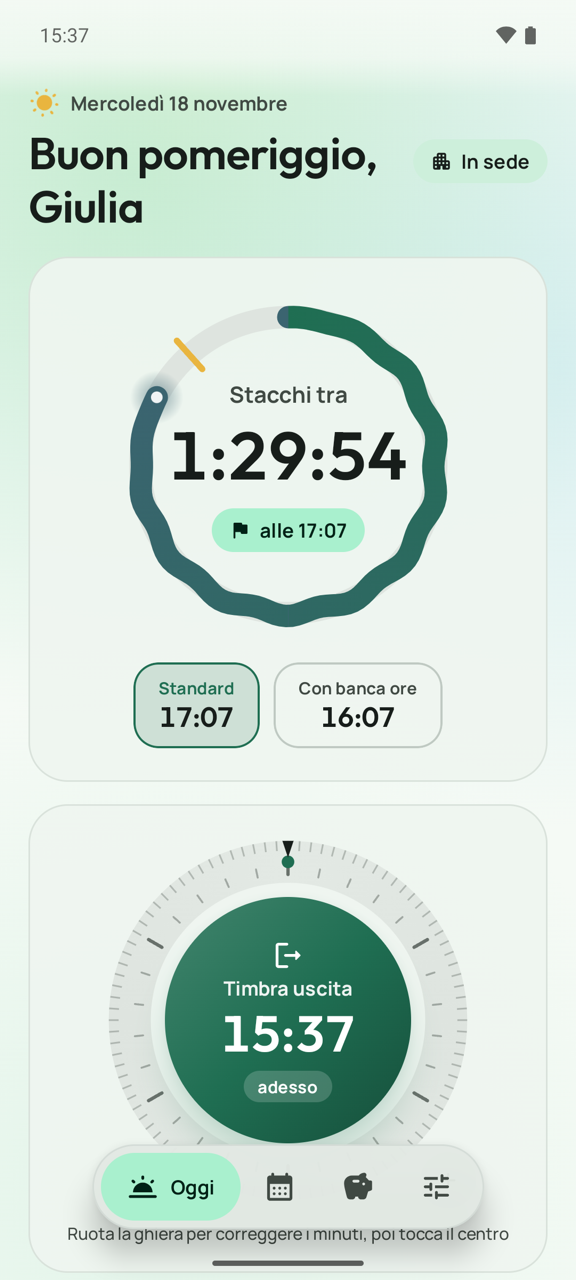 15:37
Mercoledì 18 novembre
Buon pomeriggio,
Giulia
In sede
Stacchi tra
1:29:54
alle 17:07
Standard
17:07
Con banca ore
16:07
Timbra uscita
15:37
adesso
Oggi
Ruota la ghiera per correggere i minuti, poi tocca il centro